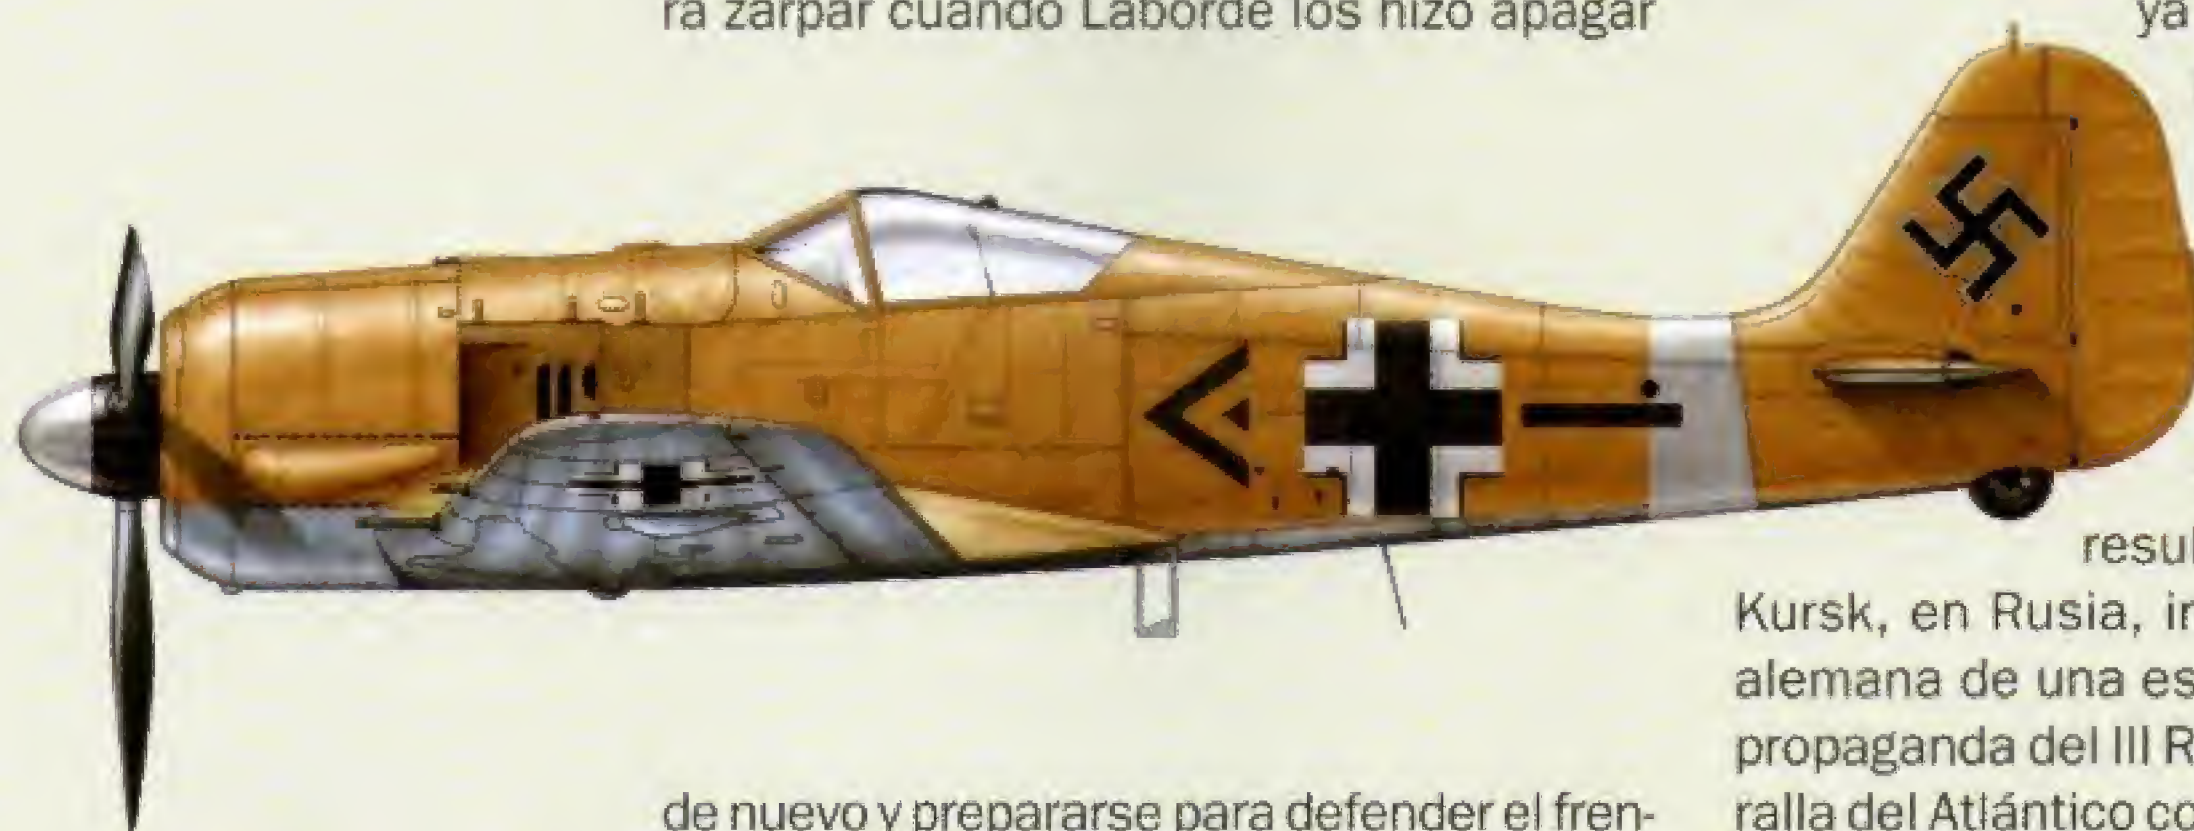 ra zarpar cuando Laborde los hizo apagar
de nuevo y prepararse para defender el fren-
ya
resul
Kursk, en Rusia, ir
alemana de una es
propaganda del III R
ralla del Atlántico co